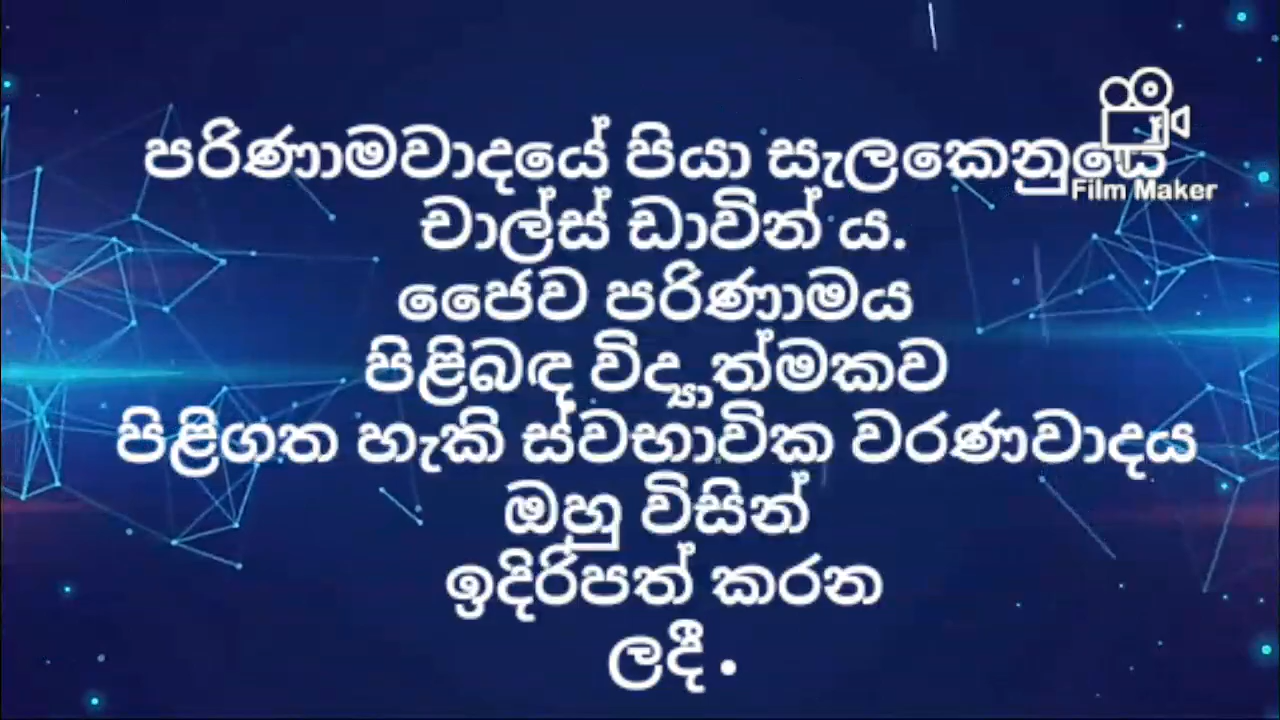 පරිණාමවාදයේ පියා සැලකෙනුයේ
Film Maker
චාල්ස් ඩාවින් ය.
ජෛව පරිණාමය
පිළිබඳ විද්‍යාත්මකව
පිළිගත හැකි ස්වභාවික වරණවාදය
ඔහු විසින්
ඉදිරිපත් කරන
ලදී .